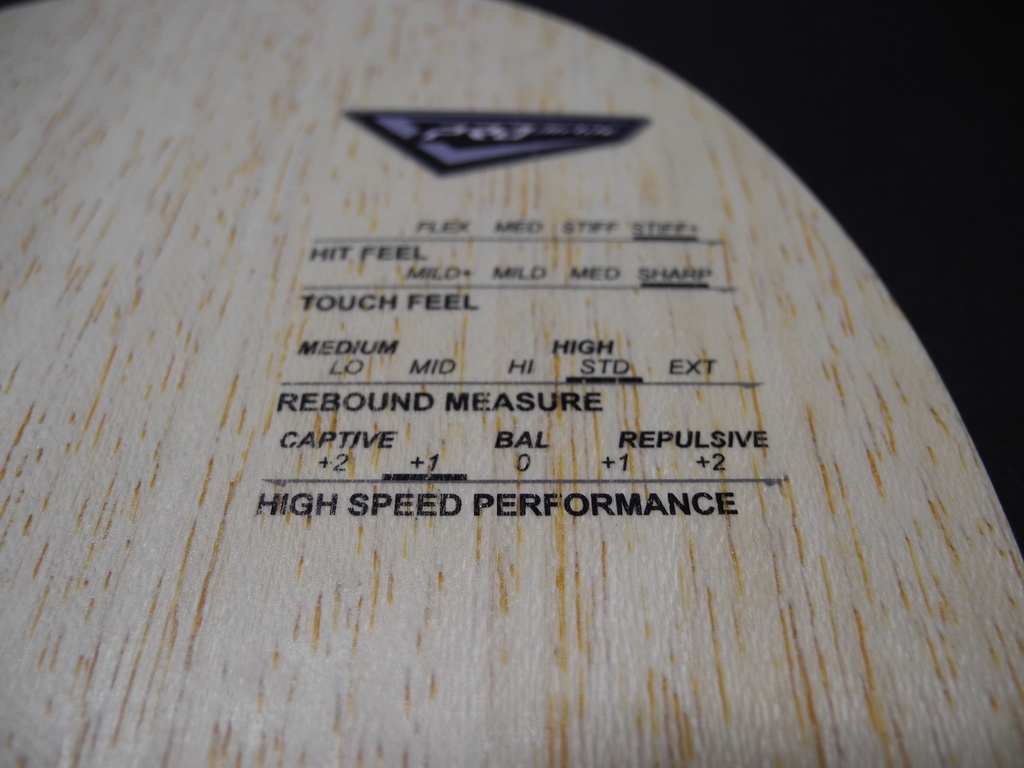 PRO
FLEX MED STIFF STIFF+
HIT FEEL
MILD+ MILD MED SHARP
TOUCH FEEL
MEDIUM HIGH
LO MID HI STD EXT
REBOUND MEASURE
CAPTIVE BAL REPULSIVE
+2 +1 0 +1 +2
HIGH SPEED PERFORMANCE